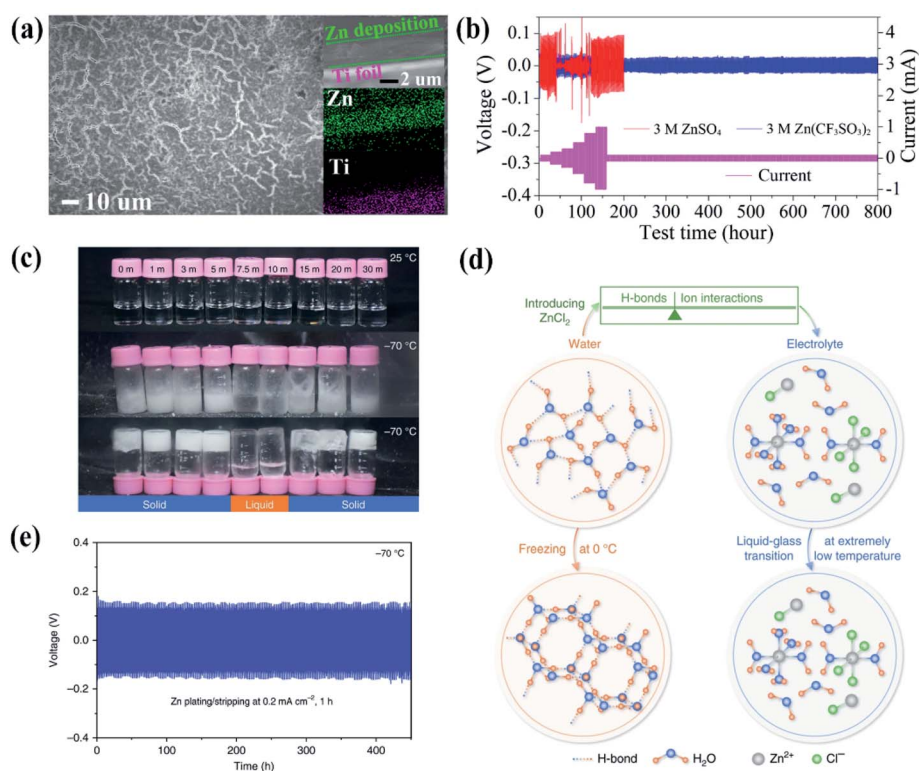 (a)
Zn deposition
Ti foil
2 um
Zn
Ti
10 um
(b)
Voltage (V)
0.1
0.0
-0.1
-0.2
-0.3
-0.4
3 M ZnSO₄
3 M Zn(CF₃SO₃)₂
Current
4
3
2
1
0
-1
Current (mA)
0 100 200 300 400 500 600 700 800
Test time (hour)
(c)
25 °C
0 m 1 m 3 m 5 m 7.5 m 10 m 15 m 20 m 30 m
–70 °C
–70 °C
Solid Liquid Solid
(d)
Introducing
ZnCl₂
H-bonds Ion interactions
Water
Electrolyte
Freezing at 0 °C
Liquid-glass
transition
at extremely
low temperature
H-bond H₂O Zn²⁺ Cl⁻
(e)
–70 °C
Voltage (V)
0.4
0.2
0.0
−0.2
−0.4
Zn plating/stripping at 0.2 mA cm⁻², 1 h
0 100 200 300 400
Time (h)